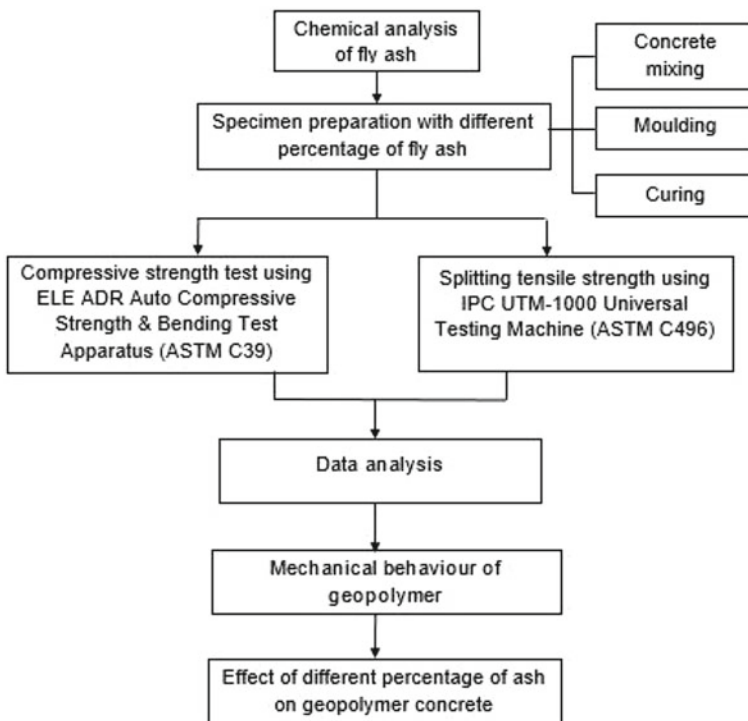 Chemical analysis
of fly ash
Concrete
mixing
Specimen preparation with different
percentage of fly ash
Moulding
Curing
Compressive strength test using
ELE ADR Auto Compressive
Strength & Bending Test
Apparatus (ASTM C39)
Splitting tensile strength using
IPC UTM-1000 Universal
Testing Machine (ASTM C496)
Data analysis
Mechanical behaviour of
geopolymer
Effect of different percentage of ash
on geopolymer concrete